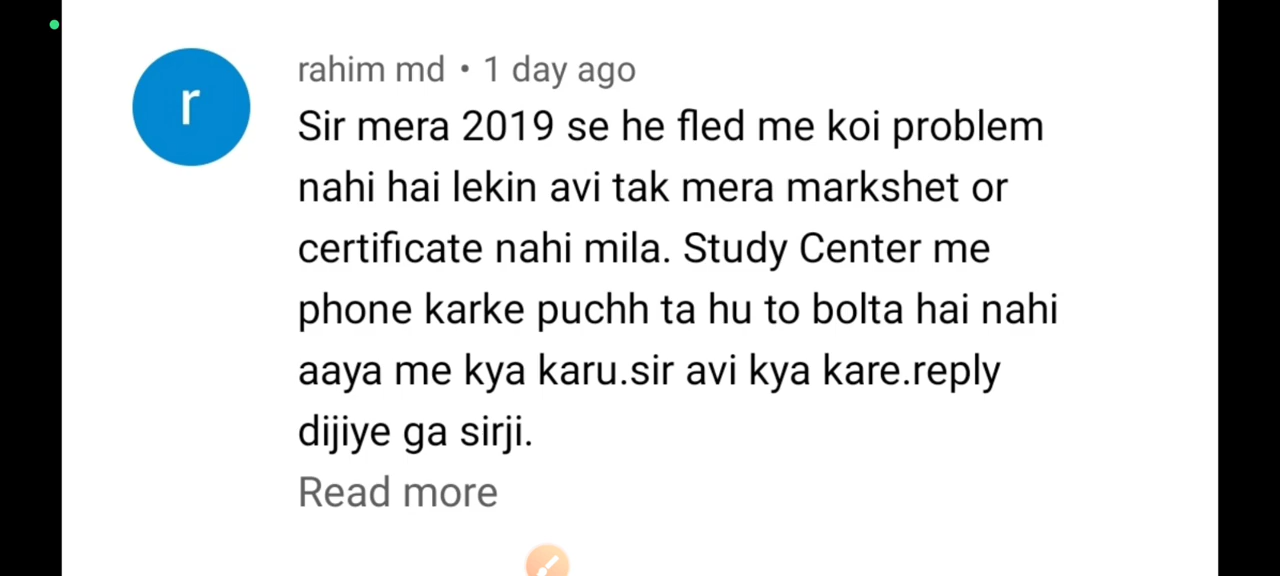 r
rahim md • 1 day ago
Sir mera 2019 se he fled me koi problem
nahi hai lekin avi tak mera markshet or
certificate nahi mila. Study Center me
phone karke puchh ta hu to bolta hai nahi
aaya me kya karu.sir avi kya kare.reply
dijiye ga sirji.
Read more